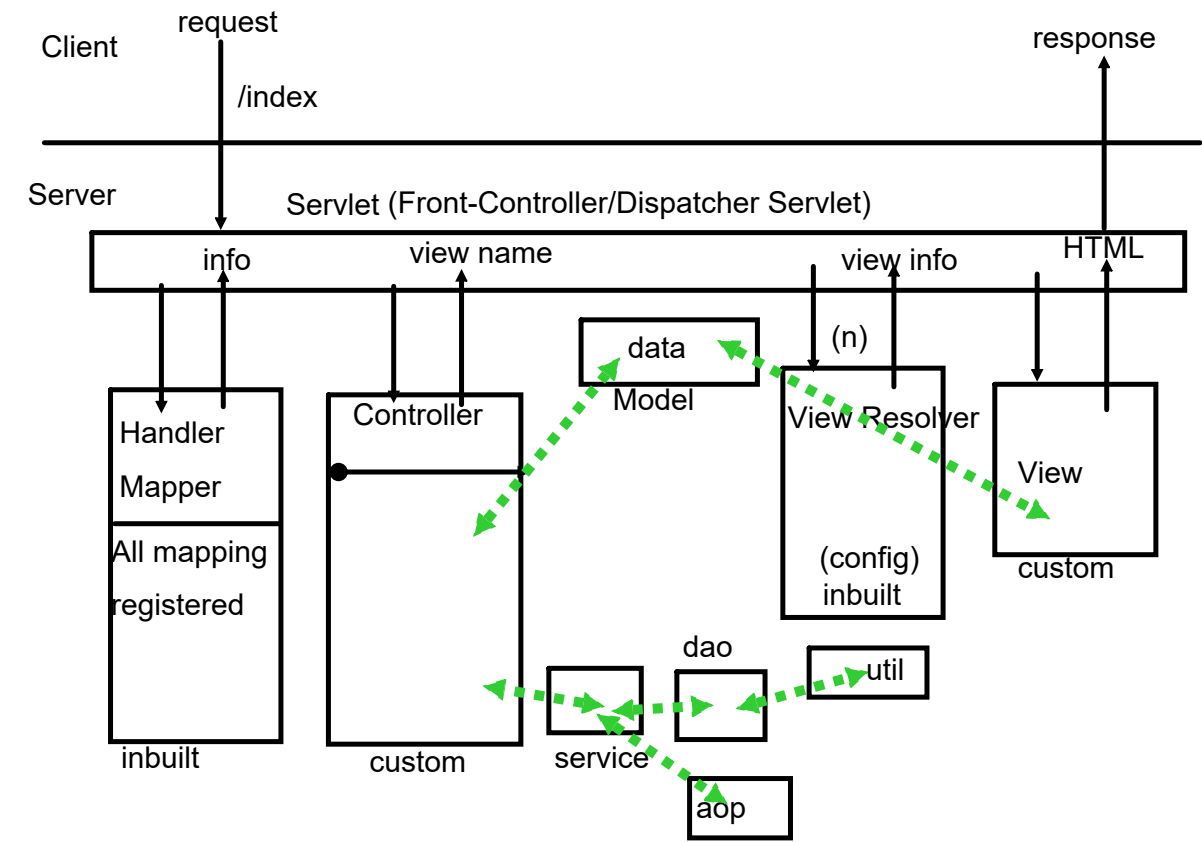 request
Client
response
/index
Server
Servlet (Front-Controller/Dispatcher Servlet)
info
view name
view info
HTML
(n)
data
Model
Handler
Mapper
Controller
View Resolver
View
All mapping
registered
(config)
inbuilt
custom
dao
util
service
inbuilt
custom
aop